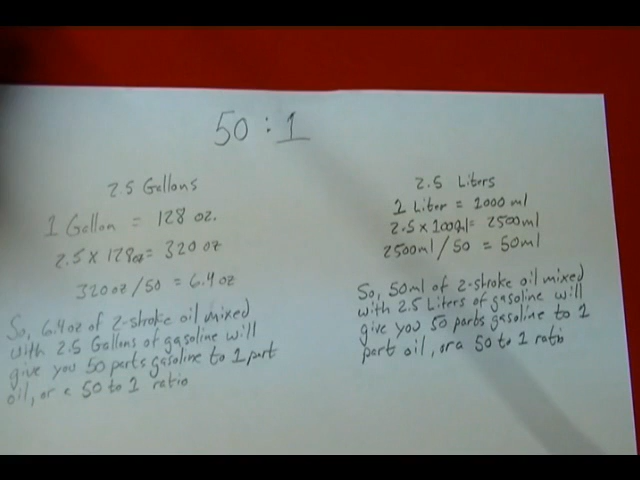 50 : 1
2.5 Gallons
1 Gallon = 128 oz.
2.5 x 128oz = 320 oz
320 oz / 50 = 6.4 oz
So, 6.4 oz of 2-stroke oil mixed
with 2.5 Gallons of gasoline will
give you 50 parts gasoline to 1 part
oil, or a 50 to 1 ratio
2.5 Liters
1 Liter = 1000 ml
2.5 x 1000ml = 2500ml
2500ml / 50 = 50ml
So, 50ml of 2-stroke oil mixed
with 2.5 Liters of gasoline will
give you 50 parts gasoline to 1
part oil, or a 50 to 1 ratio